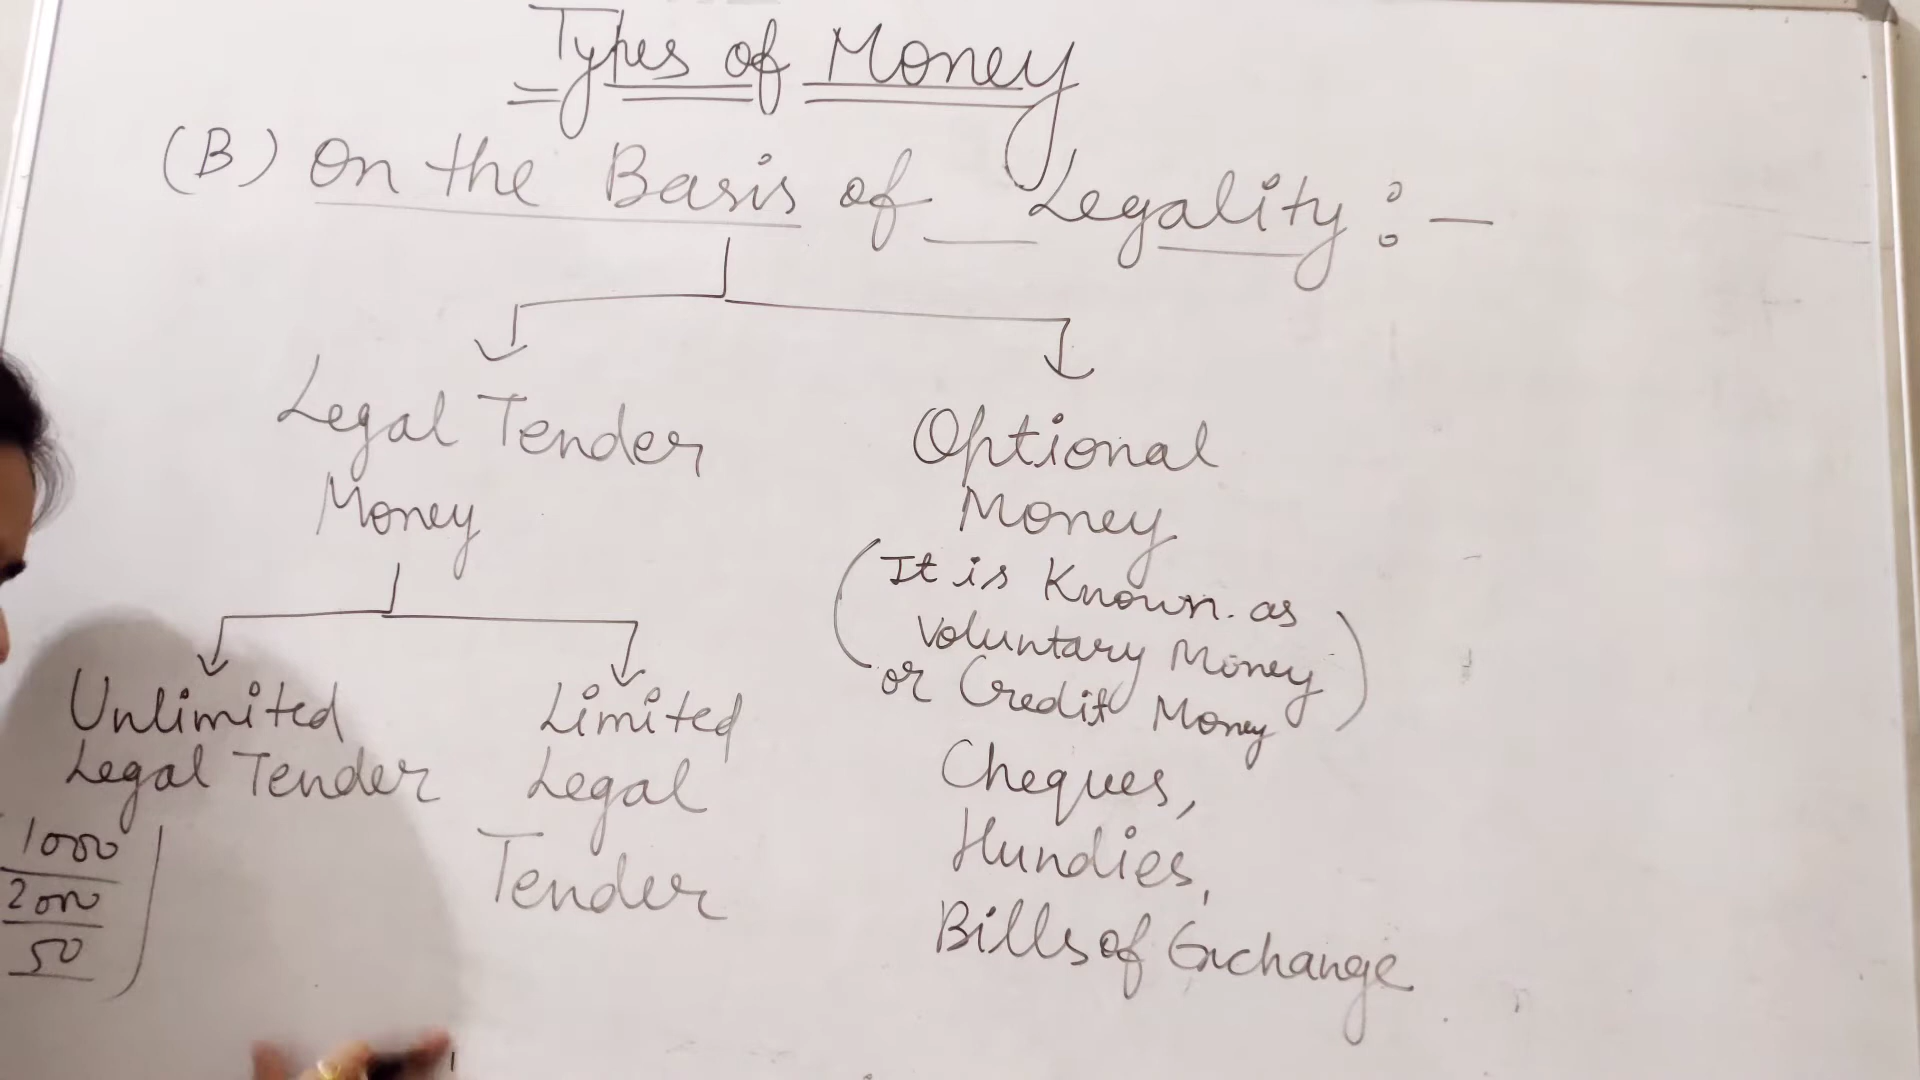 Types of Money
(B) On the Basis of Legality :-
Legal Tender
Money
Optional
Money
(It is Known as
Voluntary Money
or Credit Money)
Unlimited
Legal Tender
Limited
Legal
Tender
1000
2000
50
Cheques,
Hundies,
Bills of Exchange